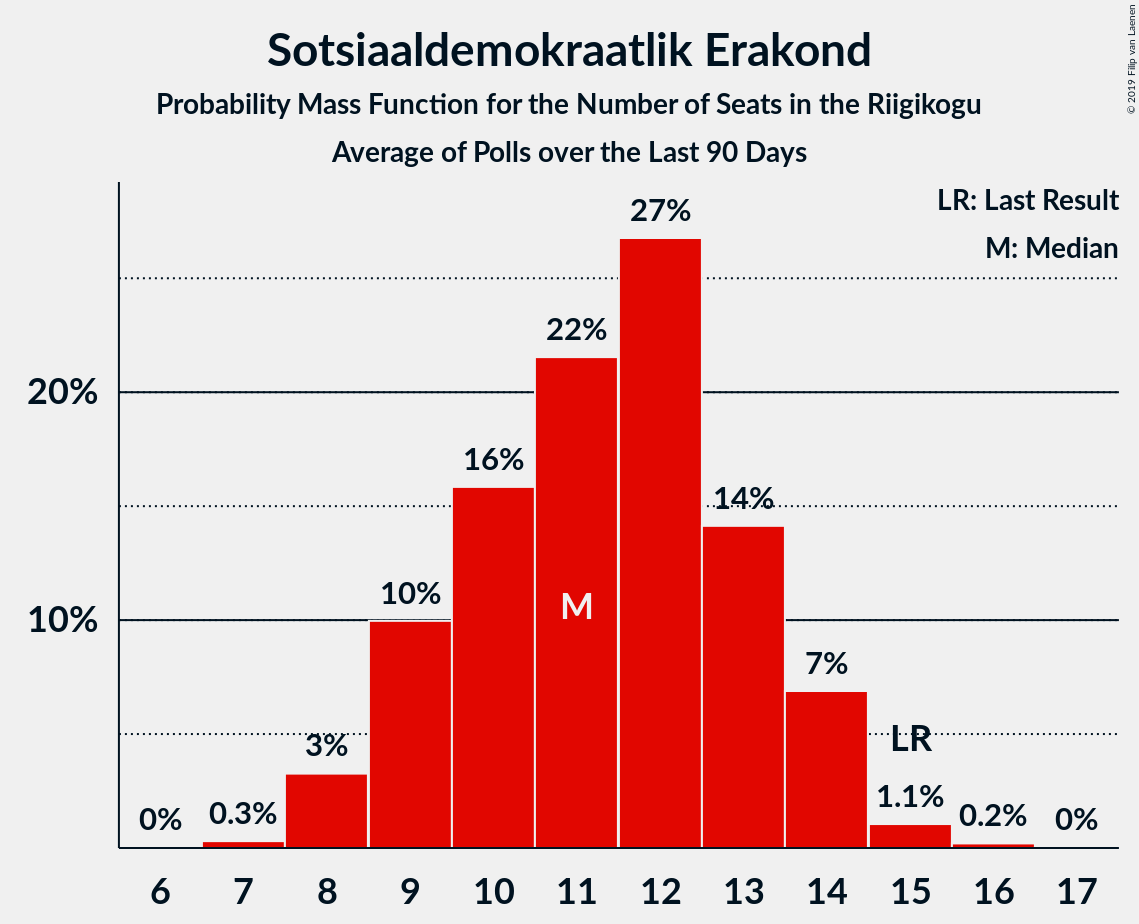 Sotsiaaldemokraatlik Erakond
Probability Mass Function for the Number of Seats in the Riigikogu
Average of Polls over the Last 90 Days
© 2019 Filip van Laenen
LR: Last Result
M: Median
27%
22%
20%
16%
14%
10%
M
10%
7%
LR
3%
1.1%
0%
0.3%
0.2%
0%
6 7 8 9 10 11 12 13 14 15 16 17